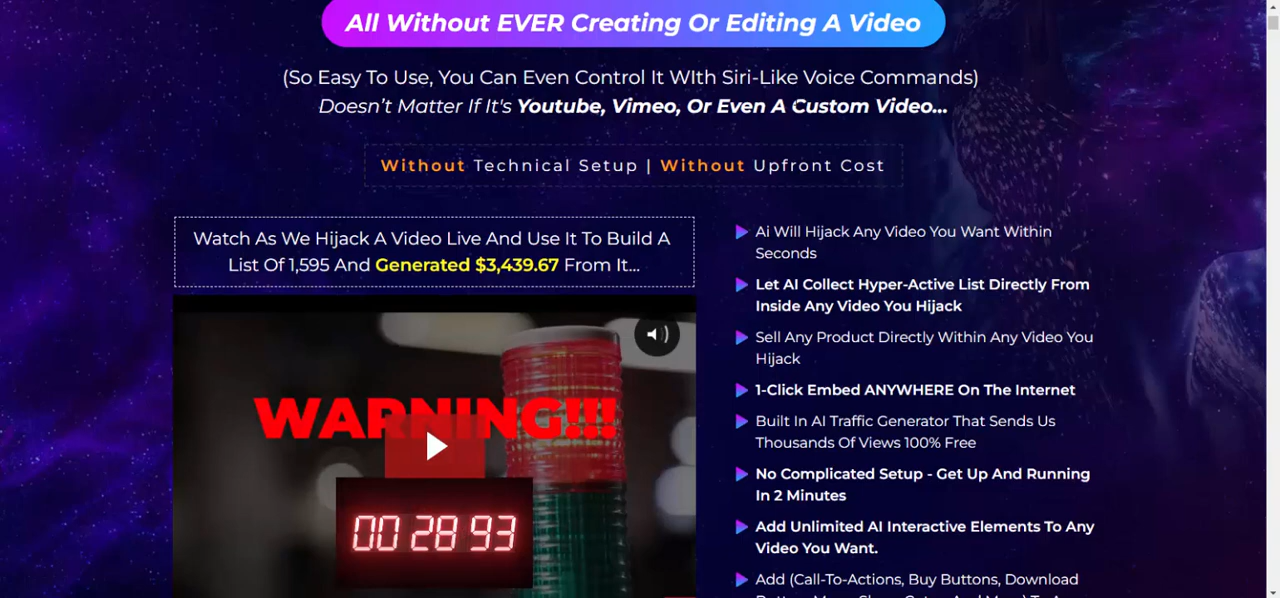 All Without EVER Creating Or Editing A Video
(So Easy To Use, You Can Even Control It WIth Siri-Like Voice Commands)
Doesn't Matter If It's Youtube, Vimeo, Or Even A Custom Video...
Without Technical Setup | Without Upfront Cost
Watch As We Hijack A Video Live And Use It To Build A
List Of 1,595 And Generated $3,439.67 From It...
WARNING!!!
00 28 93
Ai Will Hijack Any Video You Want Within
Seconds
Let AI Collect Hyper-Active List Directly From
Inside Any Video You Hijack
Sell Any Product Directly Within Any Video You
Hijack
1-Click Embed ANYWHERE On The Internet
Built In AI Traffic Generator That Sends Us
Thousands Of Views 100% Free
No Complicated Setup - Get Up And Running
In 2 Minutes
Add Unlimited AI Interactive Elements To Any
Video You Want.
Add (Call-To-Actions, Buy Buttons, Download